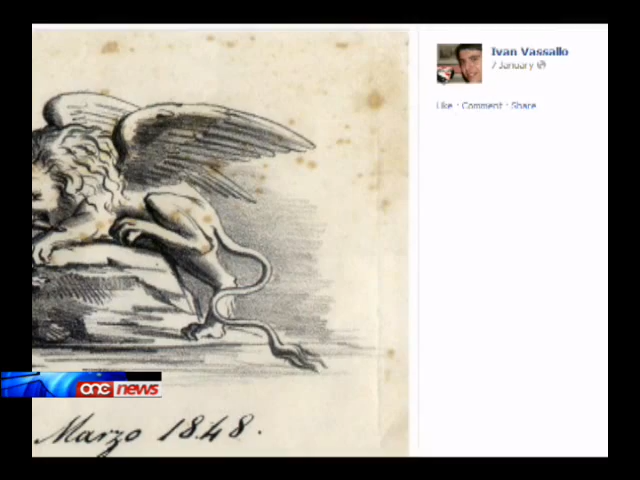 Ivan Vassallo
7 January
Like · Comment · Share
one news
Marzo 1848.